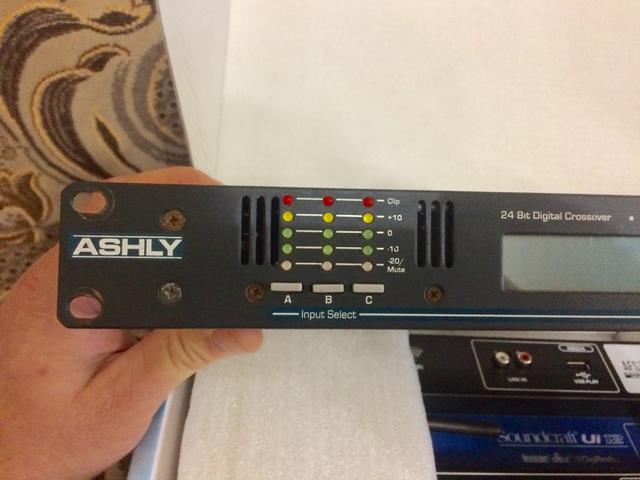 Clip
+10
0
-10
-20/
Mute
24 Bit Digital Crossover
ASHLY
A B C
Input Select
LINE IN
USB PLAY
Soundcraft Ui12